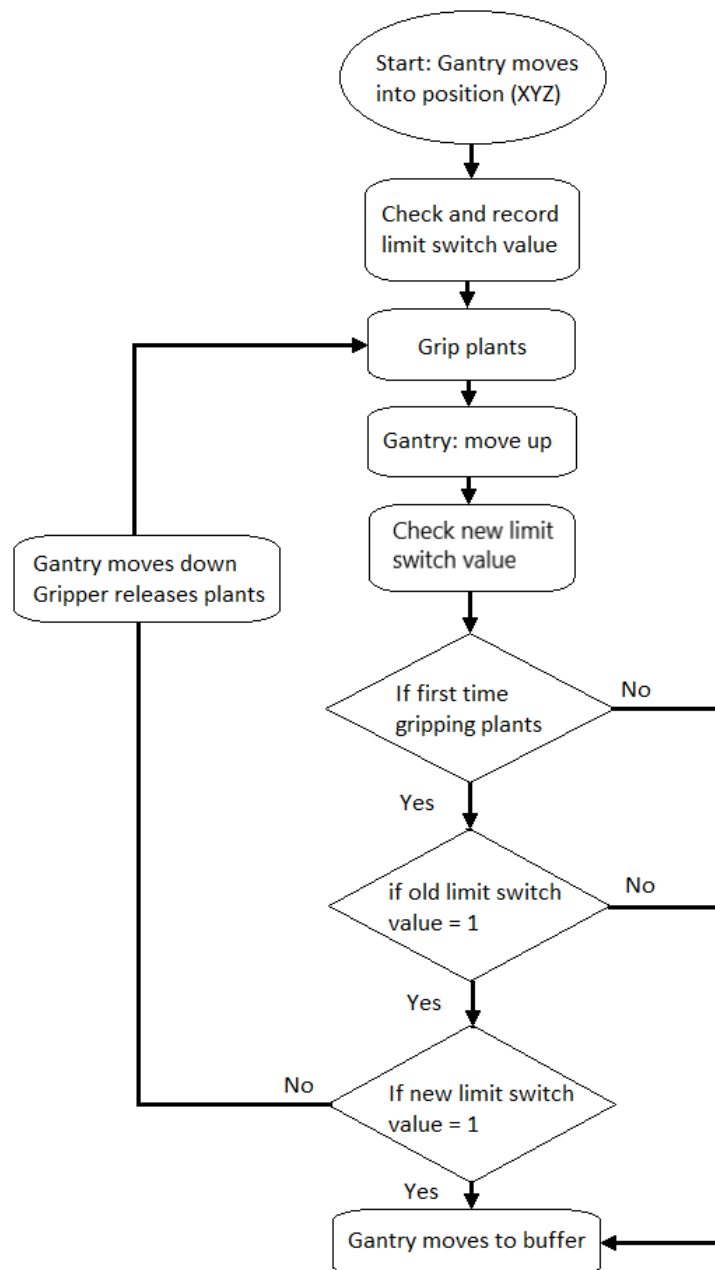 Start: Gantry moves
into position (XYZ)
Check and record
limit switch value
Grip plants
Gantry: move up
Check new limit
switch value
Gantry moves down
Gripper releases plants
If first time
gripping plants
No
Yes
if old limit switch
value = 1
No
Yes
If new limit switch
value = 1
No
Yes
Gantry moves to buffer